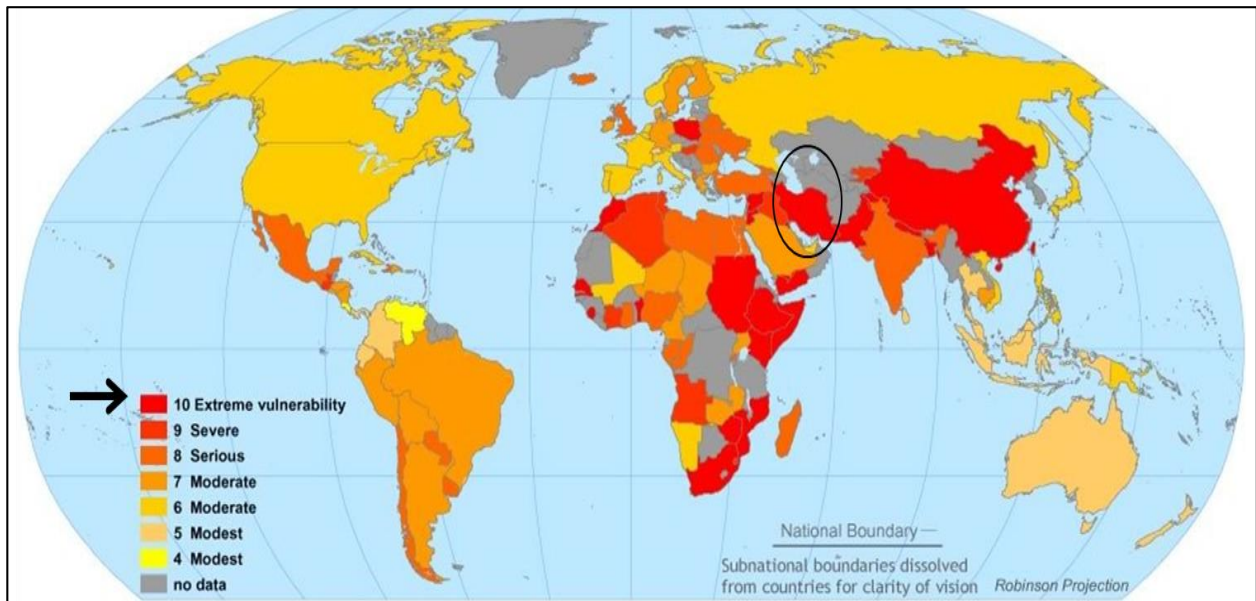 10 Extreme vulnerability
9 Severe
8 Serious
7 Moderate
6 Moderate
5 Modest
4 Modest
no data
National Boundary
Subnational boundaries dissolved
from countries for clarity of vision
Robinson Projection